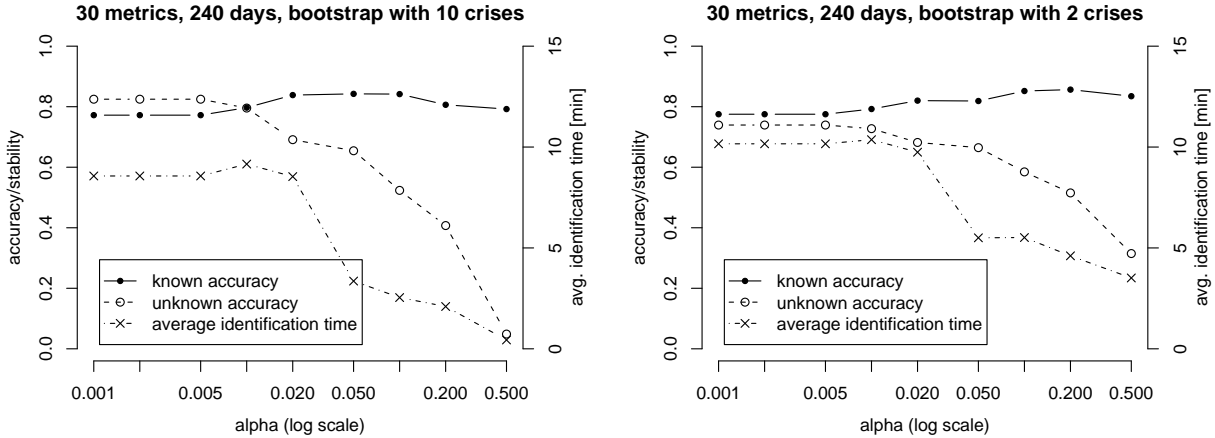 30 metrics, 240 days, bootstrap with 10 crises
accuracy/stability
0.0 0.2 0.4 0.6 0.8 1.0
avg. identification time [min]
0 5 10 15
known accuracy
unknown accuracy
average identification time
0.001 0.005 0.020 0.050 0.200 0.500
alpha (log scale)
30 metrics, 240 days, bootstrap with 2 crises
accuracy/stability
0.0 0.2 0.4 0.6 0.8 1.0
avg. identification time [min]
0 5 10 15
known accuracy
unknown accuracy
average identification time
0.001 0.005 0.020 0.050 0.200 0.500
alpha (log scale)